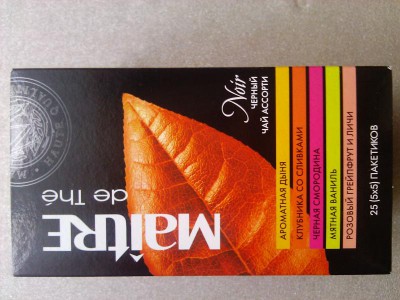 MaîtRE
de Thé
Noir
ЧЕРНЫЙ
ЧАЙ АССОРТИ
АРОМАТНАЯ ДЫНЯ
КЛУБНИКА СО СЛИВКАМИ
ЧЕРНАЯ СМОРОДИНА
МЯТНАЯ ВАНИЛЬ
РОЗОВЫЙ ГРЕЙПФРУТ И ЛИЧИ
25 (5х5) ПАКЕТИКОВ